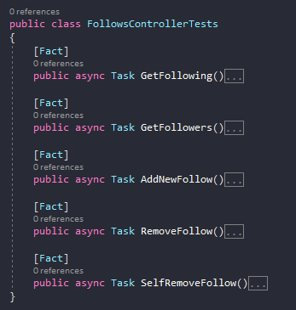 0 references
public class FollowsControllerTests
{
[Fact]
0 references
public async Task GetFollowing()...
[Fact]
0 references
public async Task GetFollowers()...
[Fact]
0 references
public async Task AddNewFollow()...
[Fact]
0 references
public async Task RemoveFollow()...
[Fact]
0 references
public async Task SelfRemoveFollow()...
}